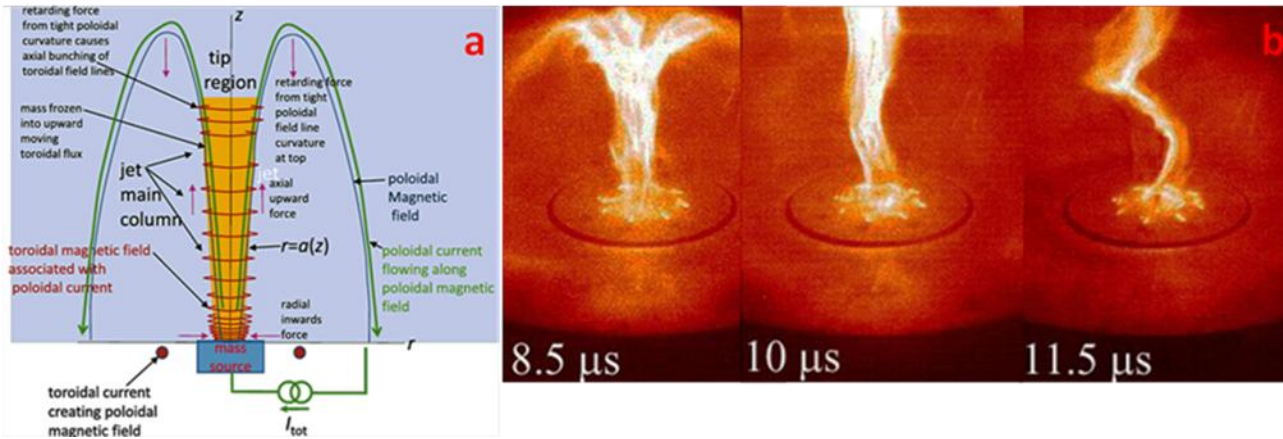 retarding force
from tight poloidal
curvature causes
axial bunching of
toroidal field lines
z
a
tip
region
retarding force
from tight
poloidal
field line
curvature
at top
mass frozen
into upward
moving
toroidal flux
jet
main
column
jet
axial
upward
force
poloidal
Magnetic
field
r=a(z)
toroidal magnetic field
associated with
poloidal current
poloidal current
flowing along
poloidal magnetic
field
radial
inwards
force
r
mass
source
toroidal current
creating poloidal
magnetic field
Itot
b
8.5 μs
10 μs
11.5 μs